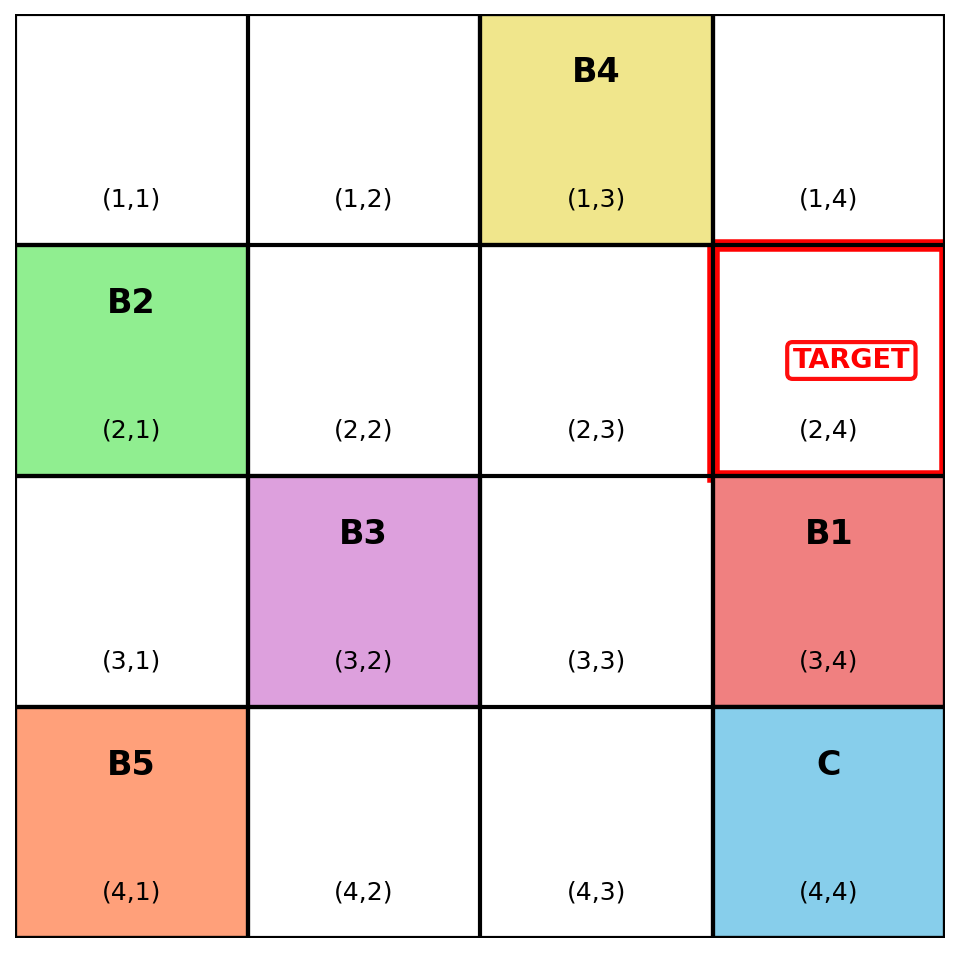 B4
(1,1) (1,2) (1,3) (1,4)
B2
TARGET
(2,1) (2,2) (2,3) (2,4)
B3 B1
(3,1) (3,2) (3,3) (3,4)
B5 C
(4,1) (4,2) (4,3) (4,4)